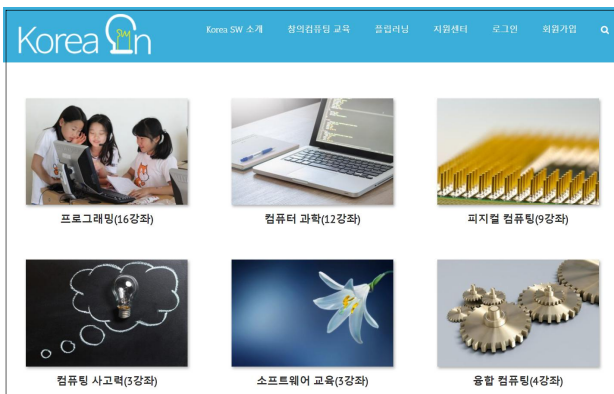 Korea SW In
Korea SW 소개 창의컴퓨팅 교육 플립러닝 지원센터 로그인 회원가입
프로그래밍(16강좌) 컴퓨터 과학(12강좌) 피지컬 컴퓨팅(9강좌)
컴퓨팅 사고력(3강좌) 소프트웨어 교육(3강좌) 융합 컴퓨팅(4강좌)